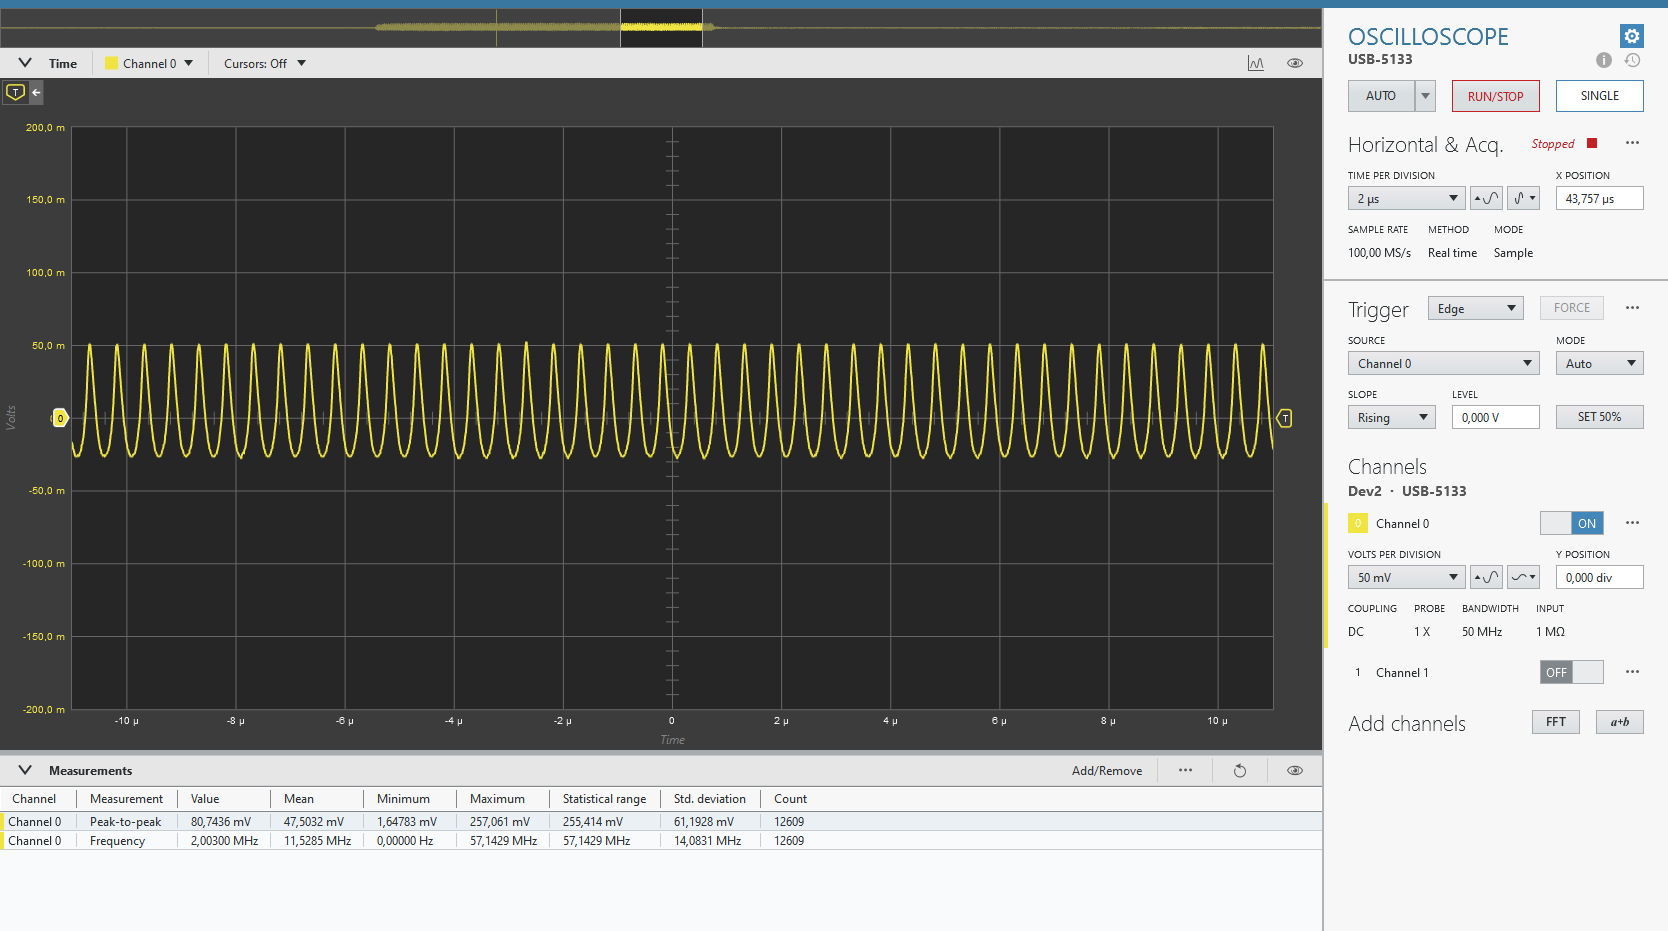 Time
Channel 0
Cursors: Off
T
200,0 m
150,0 m
100,0 m
50,0 m
0
-50,0 m
-100,0 m
-150,0 m
-200,0 m
Volts
T
-10 µ
-8 µ
-6 µ
-4 µ
-2 µ
0
2 µ
4 µ
6 µ
8 µ
10 µ
Time
Measurements
Add/Remove
Channel Measurement Value Mean Minimum Maximum Statistical range Std. deviation Count
Channel 0 Peak-to-peak 80,7436 mV 47,5032 mV 1,64783 mV 257,061 mV 255,414 mV 61,1928 mV 12609
Channel 0 Frequency 2,00300 MHz 11,5285 MHz 0,00000 Hz 57,1429 MHz 57,1429 MHz 14,0831 MHz 12609
OSCILLOSCOPE
USB-5133
AUTO RUN/STOP SINGLE
Horizontal & Acq. Stopped
TIME PER DIVISION X POSITION
2 µs 43,757 µs
SAMPLE RATE METHOD MODE
100,00 MS/s Real time Sample
Trigger Edge FORCE
SOURCE MODE
Channel 0 Auto
SLOPE LEVEL
Rising 0,000 V SET 50%
Channels
Dev2 · USB-5133
0 Channel 0 ON
VOLTS PER DIVISION Y POSITION
50 mV 0,000 div
COUPLING PROBE BANDWIDTH INPUT
DC 1 X 50 MHz 1 MΩ
1 Channel 1 OFF
Add channels FFT a+b